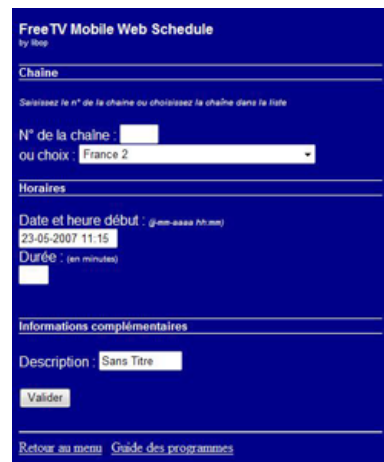 FreeTV Mobile Web Schedule
by libop
Chaîne
Saisissez le n° de la chaîne ou choisissez la chaîne dans la liste
N° de la chaîne :
ou choix : France 2
Horaires
Date et heure début : (jj-mm-aaaa hh:mm)
23-05-2007 11:15
Durée : (en minutes)
Informations complémentaires
Description : Sans Titre
Valider
Retour au menu Guide des programmes